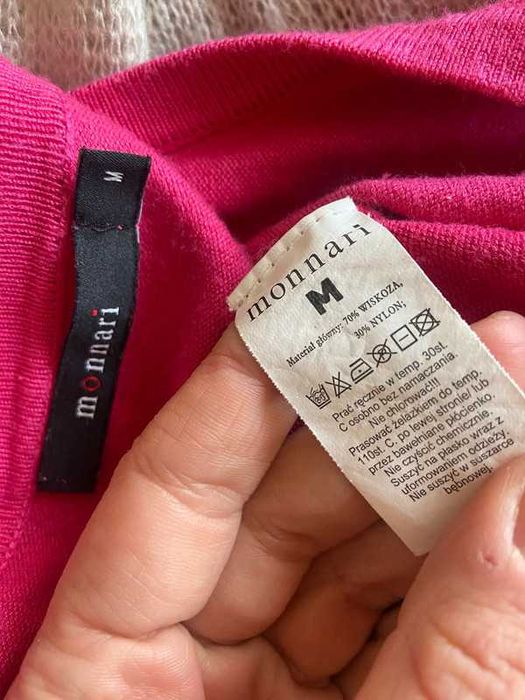 M
monnari
monnari
M
Materiał główny: 70% WISKOZA,
30% NYLON;
Prać ręcznie w temp. 30st.
C osobno bez namaczania.
Nie chlorować!!!
Prasować żelazkiem do temp.
110st. C. po lewej stronie/ lub
przez bawełniane płócienko.
Nie czyścić chemicznie.
Suszyć na płasko wraz z
uformowaniem odzieży
Nie suszyć w suszarce
bębnowej.